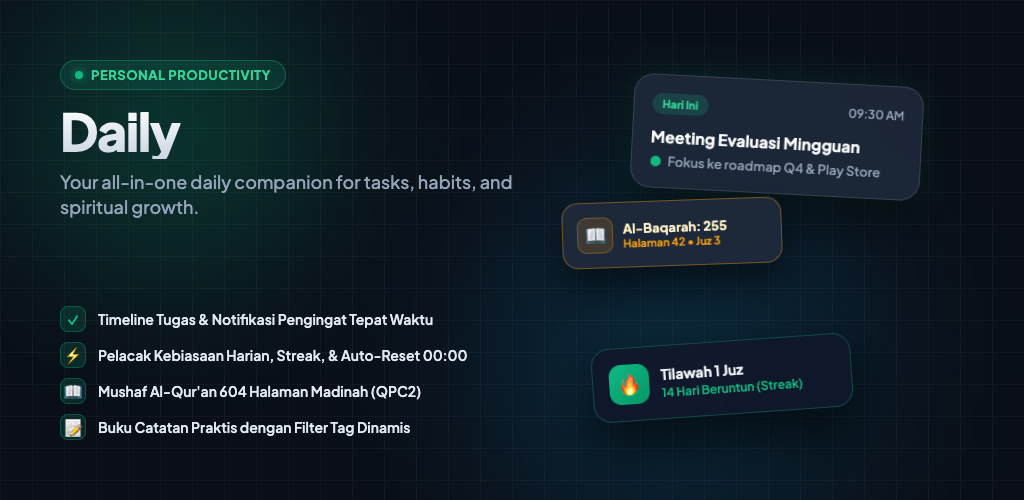 PERSONAL PRODUCTIVITY
Daily
Your all-in-one daily companion for tasks, habits, and
spiritual growth.
Timeline Tugas & Notifikasi Pengingat Tepat Waktu
Pelacak Kebiasaan Harian, Streak, & Auto-Reset 00:00
Mushaf Al-Qur'an 604 Halaman Madinah (QPC2)
Buku Catatan Praktis dengan Filter Tag Dinamis
Hari Ini
09:30 AM
Meeting Evaluasi Mingguan
Fokus ke roadmap Q4 & Play Store
Al-Baqarah: 255
Halaman 42 • Juz 3
Tilawah 1 Juz
14 Hari Beruntun (Streak)